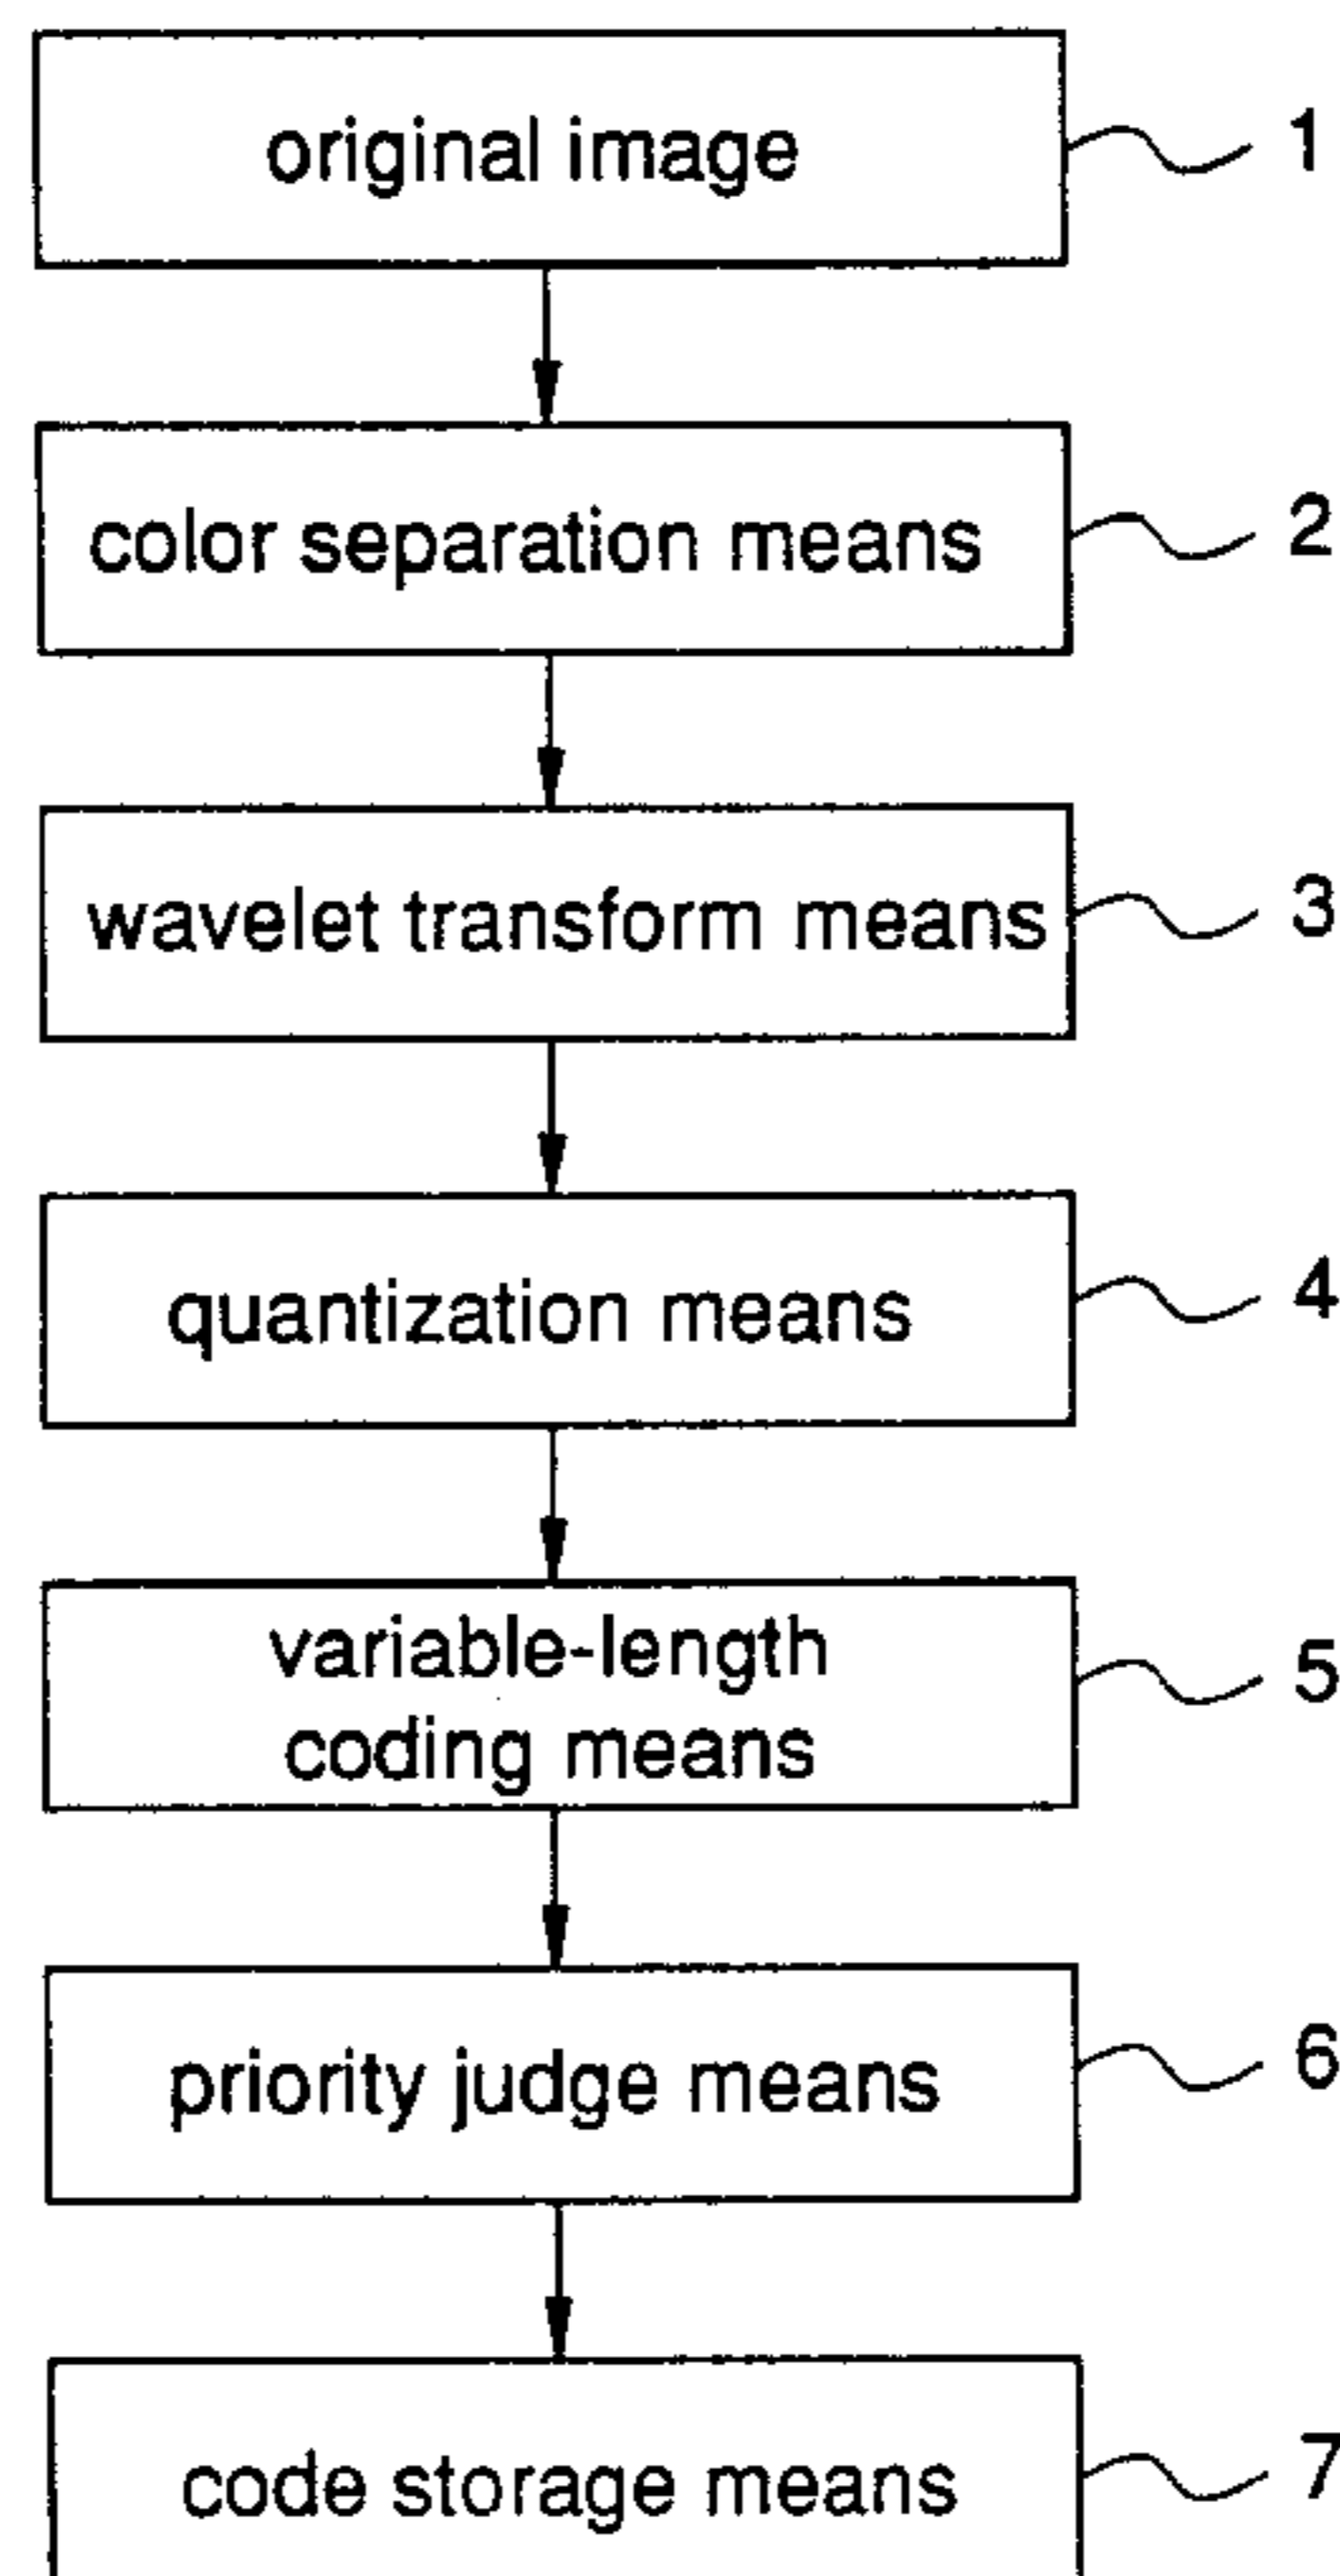 original image
1
color separation means
2
wavelet transform means
3
quantization means
4
variable-length
coding means
5
priority judge means
6
code storage means
7